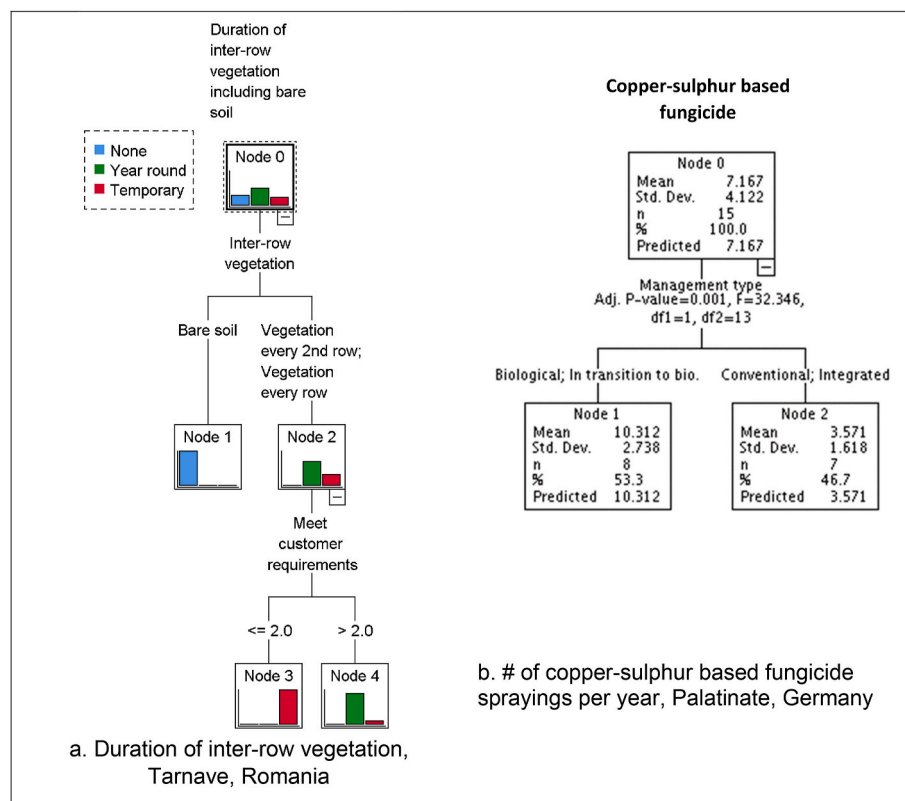 Duration of
inter-row
vegetation
including bare
soil
None
Year round
Temporary
Node 0
Inter-row
vegetation
Bare soil
Vegetation
every 2nd row;
Vegetation
every row
Node 1
Node 2
Meet
customer
requirements
<= 2.0
> 2.0
Node 3
Node 4
a. Duration of inter-row vegetation,
Tarnave, Romania
Copper-sulphur based
fungicide
Node 0
Mean 7.167
Std. Dev. 4.122
n 15
% 100.0
Predicted 7.167
Management type
Adj. P-value=0.001, F=32.346,
df1=1, df2=13
Biological; In transition to bio.
Conventional; Integrated
Node 1
Mean 10.312
Std. Dev. 2.738
n 8
% 53.3
Predicted 10.312
Node 2
Mean 3.571
Std. Dev. 1.618
n 7
% 46.7
Predicted 3.571
b. # of copper-sulphur based fungicide
sprayings per year, Palatinate, Germany